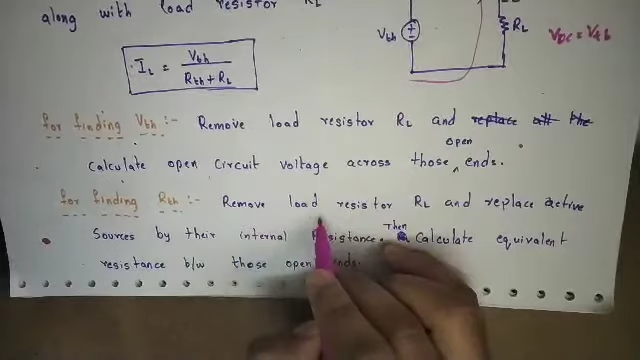 along with load resistor RL
Vth
RL
VDC = Vth
IL = Vth / Rth + RL
for finding Vth :- Remove load resistor RL and replace all the
open
Calculate open circuit voltage across those ^ ends.
for finding Rth :- Remove load resistor RL and replace active
Then
Sources by their internal resistance. Calculate equivalent
resistance b/w those open ends.